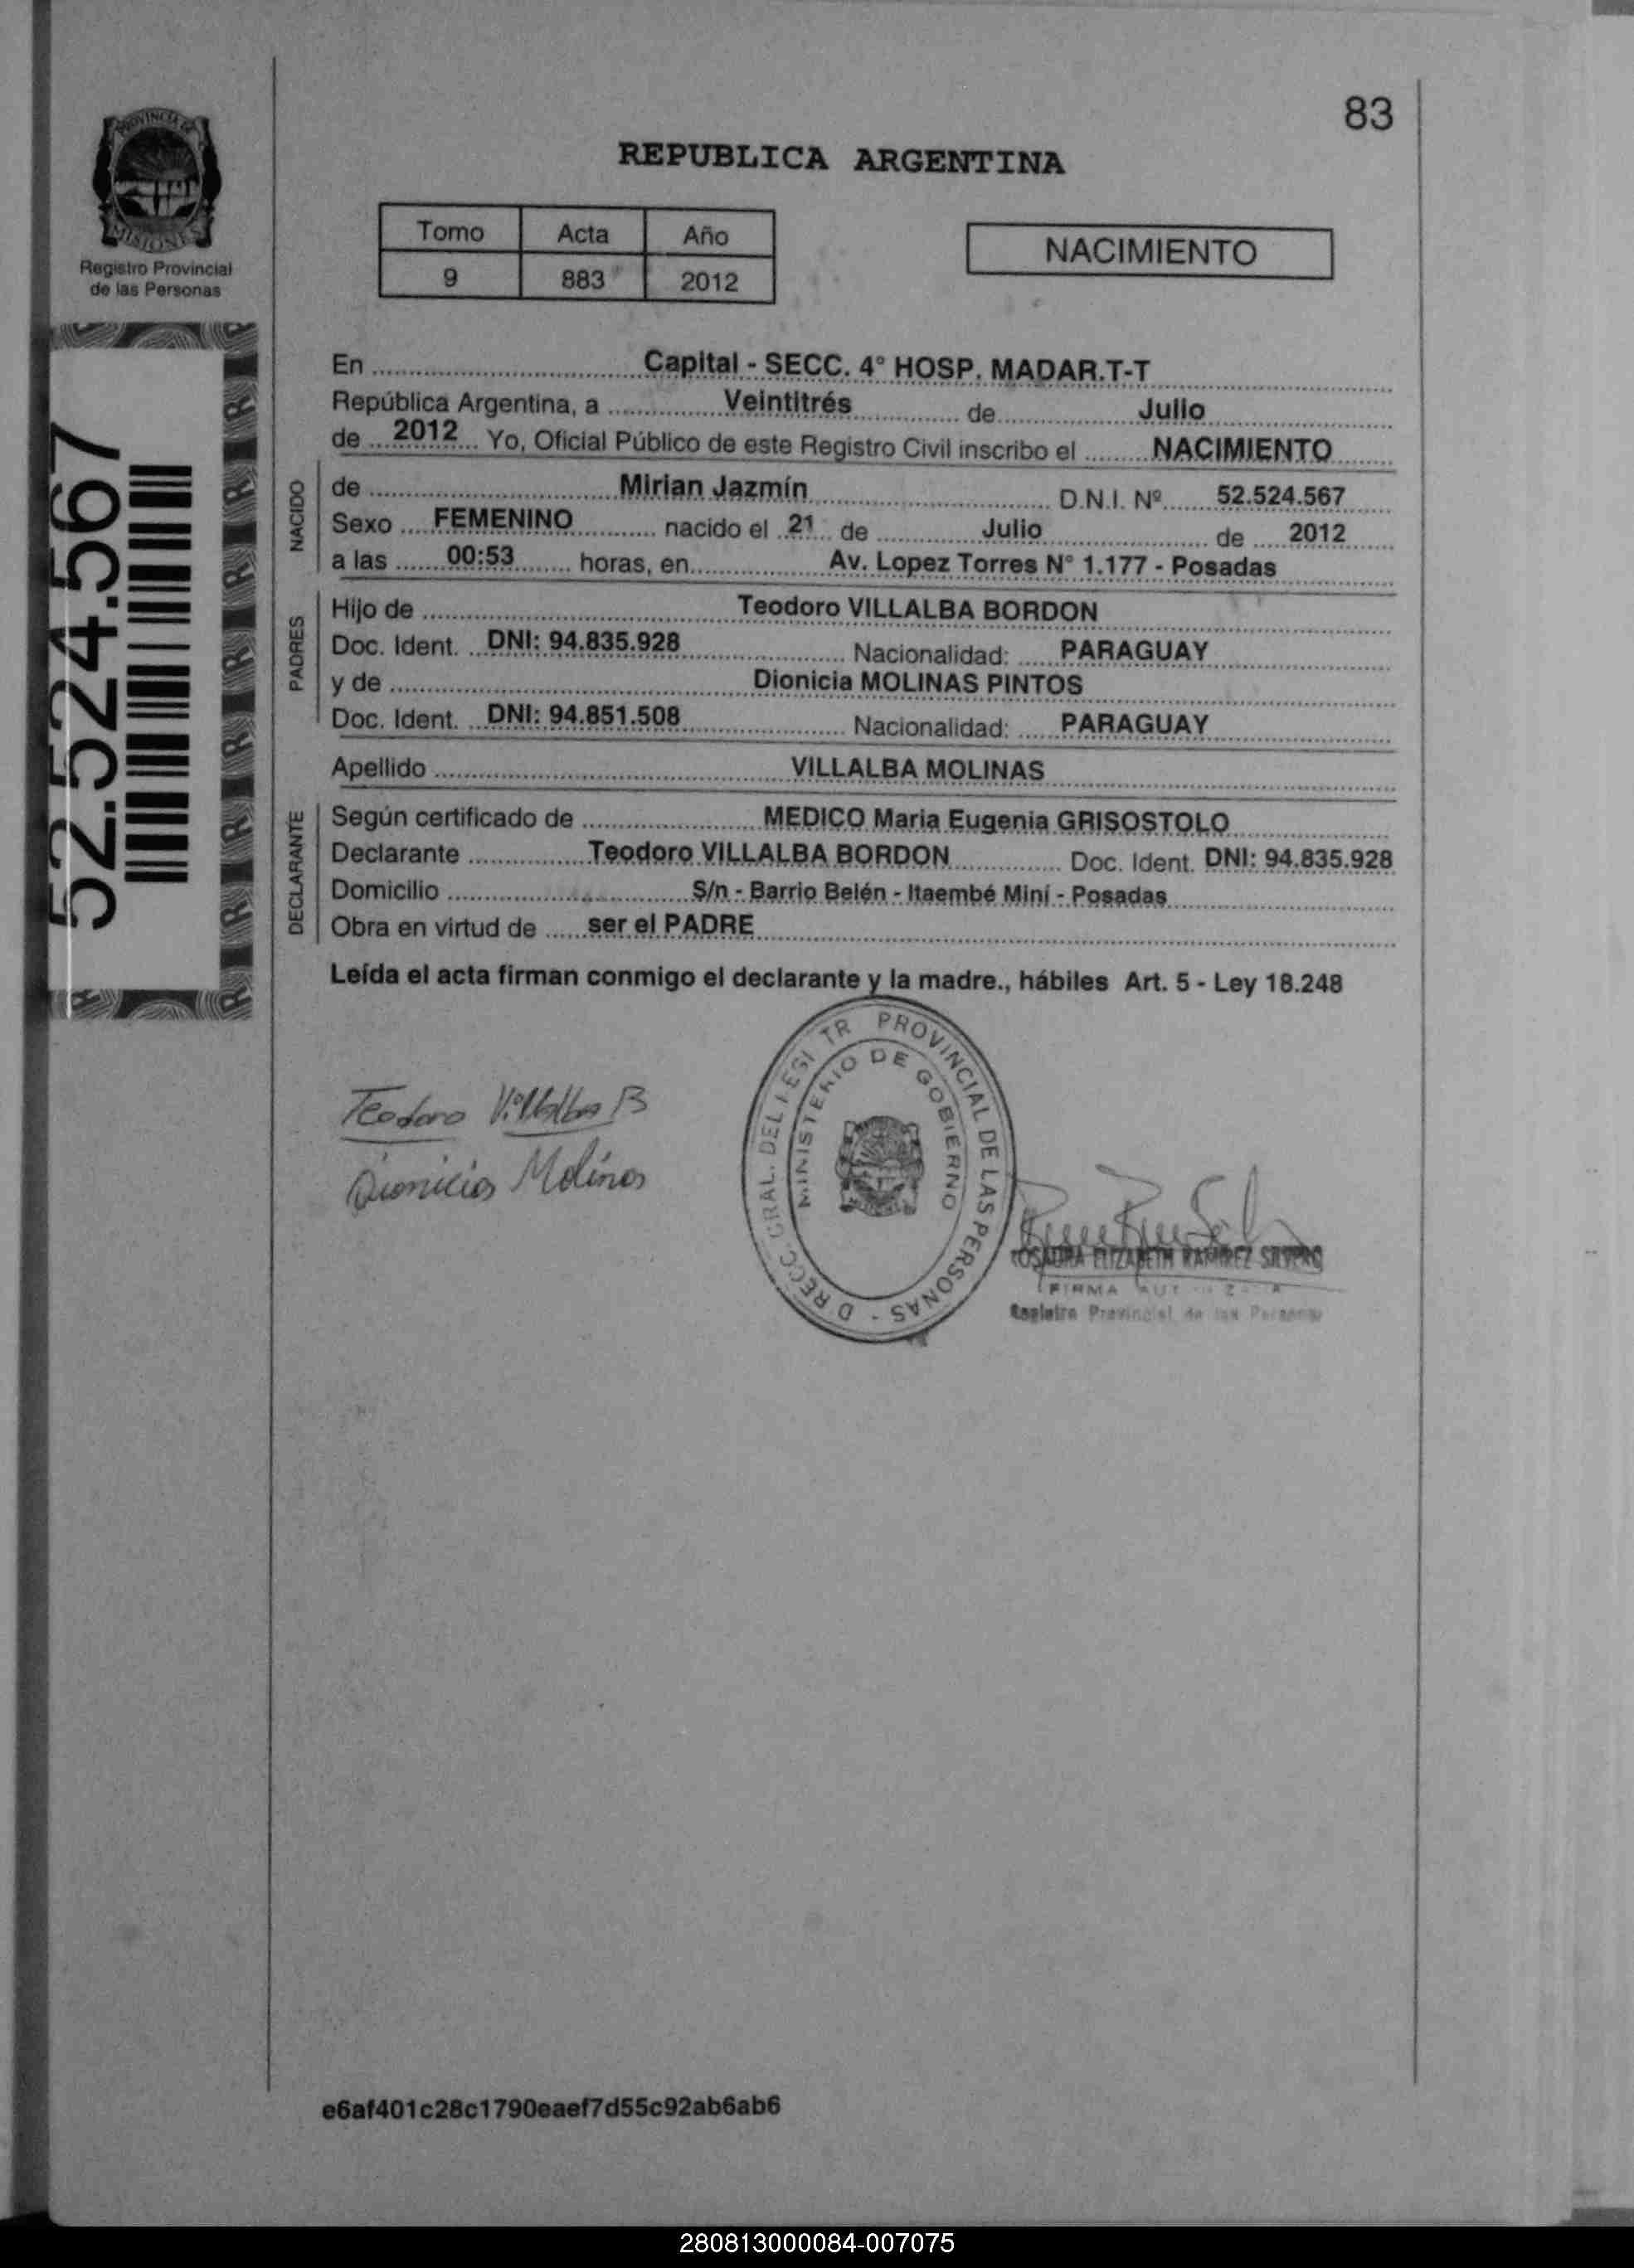 83
PROVINCIA DE
MISIONES
Registro Provincial
de las Personas
REPUBLICA ARGENTINA
Tomo Acta Año
9 883 2012
NACIMIENTO
52.524.567
En Capital - SECC. 4° HOSP. MADAR.T-T
República Argentina, a Veintitrés de Julio
de 2012 Yo, Oficial Público de este Registro Civil inscribo el NACIMIENTO
NACIDO
de Mirian Jazmín D.N.I. Nº 52.524.567
Sexo FEMENINO nacido el 21 de Julio de 2012
a las 00:53 horas, en Av. Lopez Torres N° 1.177 - Posadas
PADRES
Hijo de Teodoro VILLALBA BORDON
Doc. Ident. DNI: 94.835.928 Nacionalidad: PARAGUAY
y de Dionicia MOLINAS PINTOS
Doc. Ident. DNI: 94.851.508 Nacionalidad: PARAGUAY
Apellido VILLALBA MOLINAS
DECLARANTE
Según certificado de MEDICO Maria Eugenia GRISOSTOLO
Declarante Teodoro VILLALBA BORDON Doc. Ident. DNI: 94.835.928
Domicilio S/n - Barrio Belén - Itaembé Miní - Posadas
Obra en virtud de ser el PADRE
Leída el acta firman conmigo el declarante y la madre., hábiles Art. 5 - Ley 18.248
PROVINCIAL DE LAS PERSONAS
MINISTERIO DE GOBIERNO
Teodoro Villalba B
Dionicia Molinas
ELIZABETH RAMIREZ SILVERO
FIRMA
Registro Provincial de las Personas
e6af401c28c1790eaef7d55c92ab6ab6
280813000084-007075